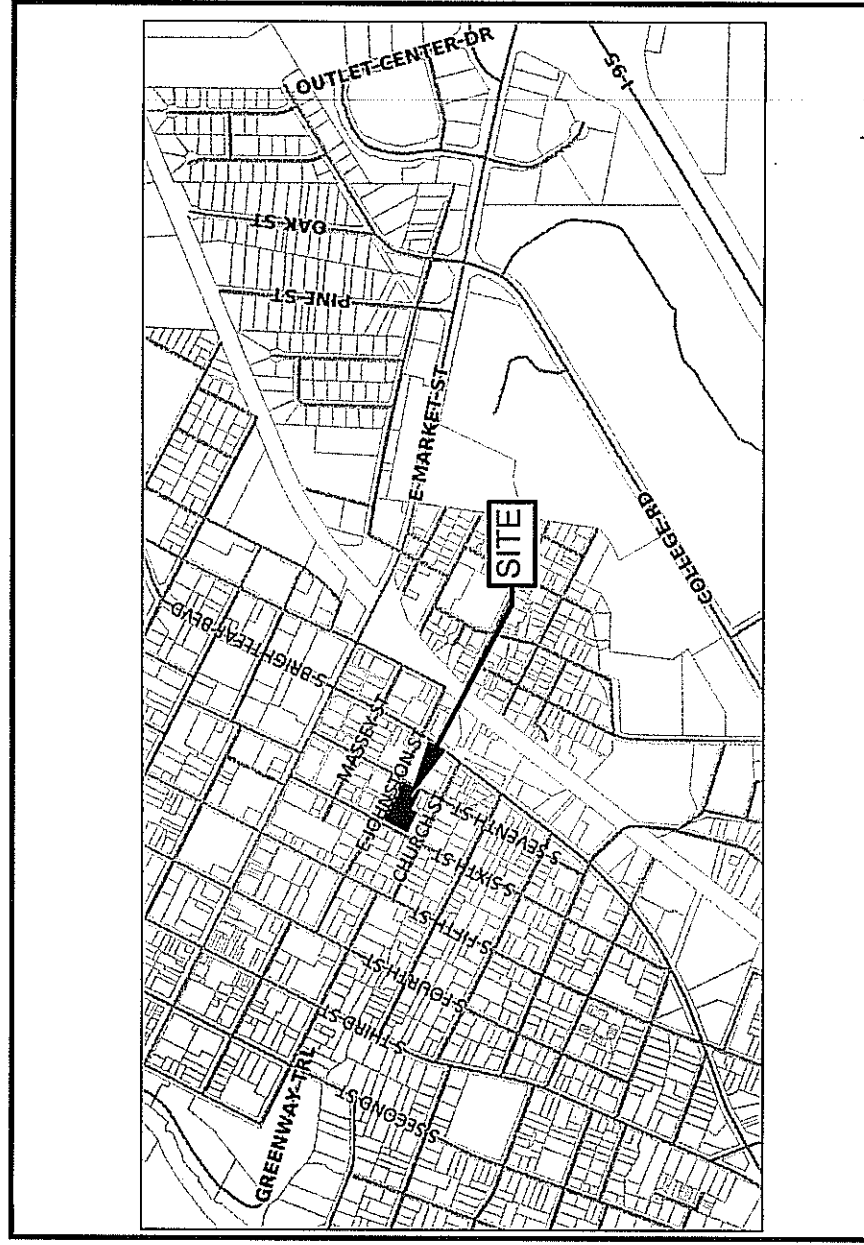 OUTLET-CENTER-DR
I-95
OAK-ST
PINE-ST
E-MARKET-ST
SITE
COLLEGE-RD
S-BRIGHTLEAF-BLVD
MASSEY-ST
E-JOHNSTON-ST
CHURCH-ST
S-SEVENTH-ST
S-SIXTH-ST
S-FIFTH-ST
S-FOURTH-ST
S-THIRD-ST
S-SECOND-ST
GREENWAY-TRL